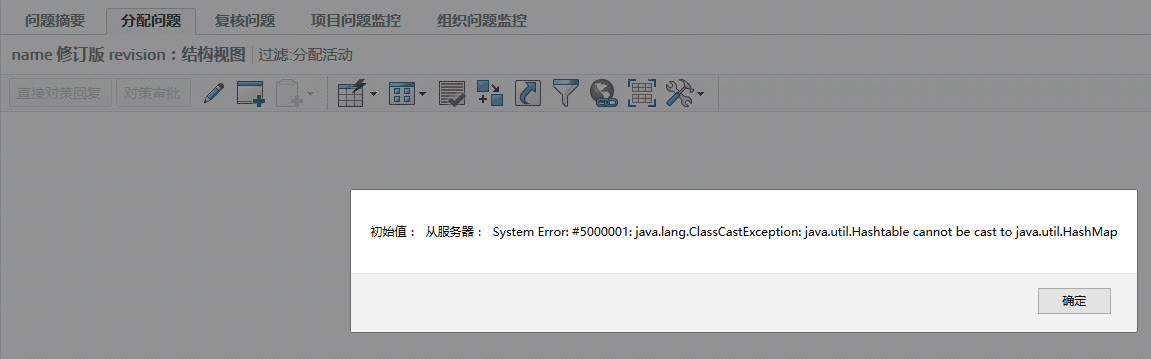 问题摘要 分配问题 复核问题 项目问题监控 组织问题监控
name 修订版 revision：结构视图 过滤:分配活动
直接对策回复 对策审批
初始值： 从服务器： System Error: #5000001: java.lang.ClassCastException: java.util.Hashtable cannot be cast to java.util.HashMap
确定